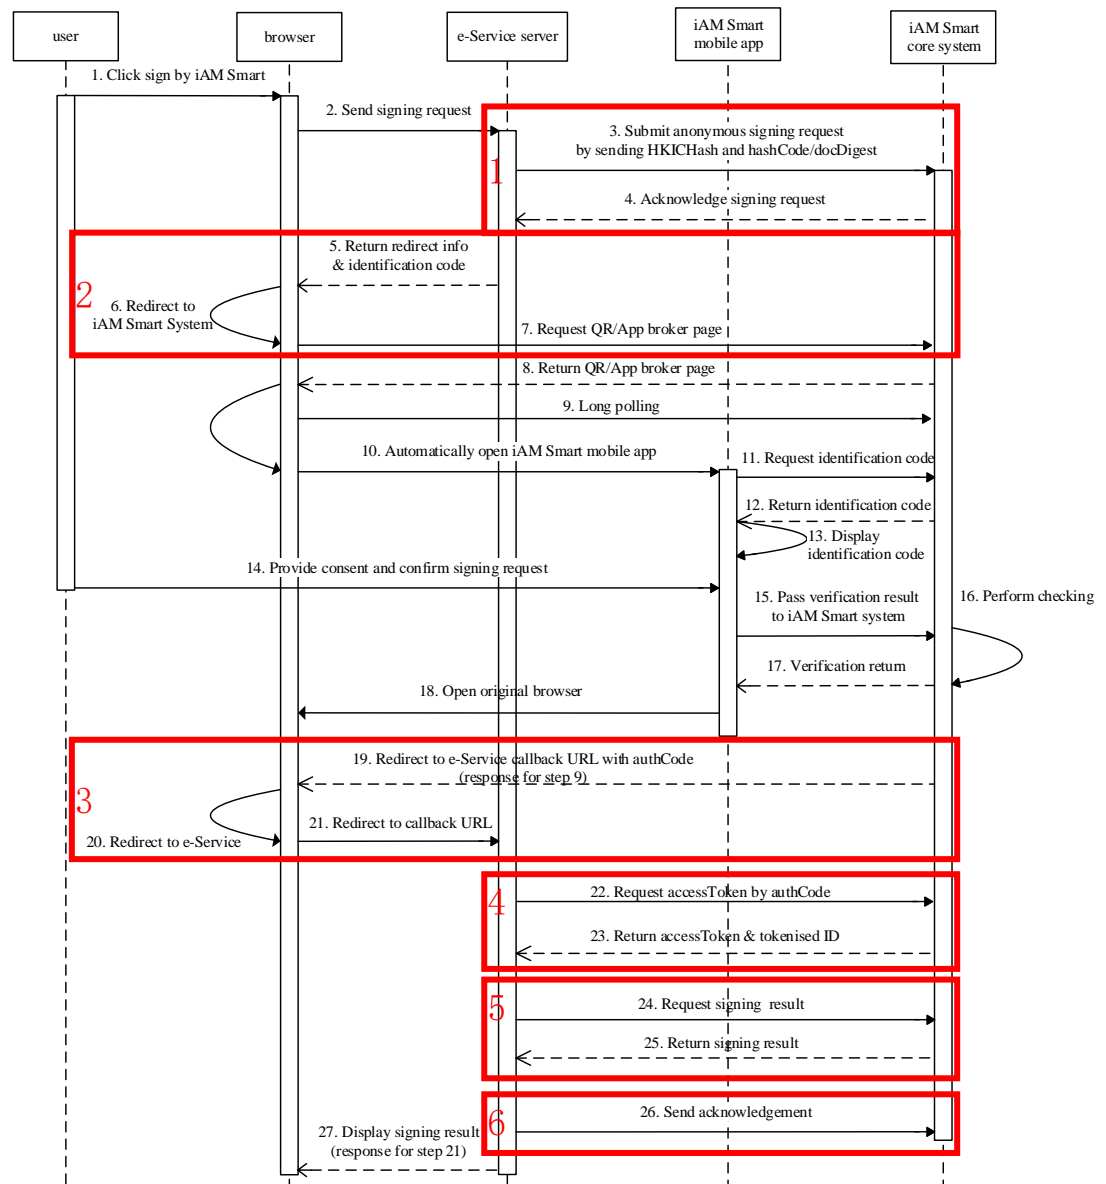 user
browser
e-Service server
iAM Smart
mobile app
iAM Smart
core system
1. Click sign by iAM Smart
2. Send signing request
1
3. Submit anonymous signing request
by sending HKICHash and hashCode/docDigest
4. Acknowledge signing request
2
5. Return redirect info
& identification code
6. Redirect to
iAM Smart System
7. Request QR/App broker page
8. Return QR/App broker page
9. Long polling
10. Automatically open iAM Smart mobile app
11. Request identification code
12. Return identification code
13. Display
identification code
14. Provide consent and confirm signing request
15. Pass verification result
to iAM Smart system
16. Perform checking
17. Verification return
18. Open original browser
3
19. Redirect to e-Service callback URL with authCode
(response for step 9)
20. Redirect to e-Service
21. Redirect to callback URL
4
22. Request accessToken by authCode
23. Return accessToken & tokenised ID
5
24. Request signing result
25. Return signing result
6
26. Send acknowledgement
27. Display signing result
(response for step 21)